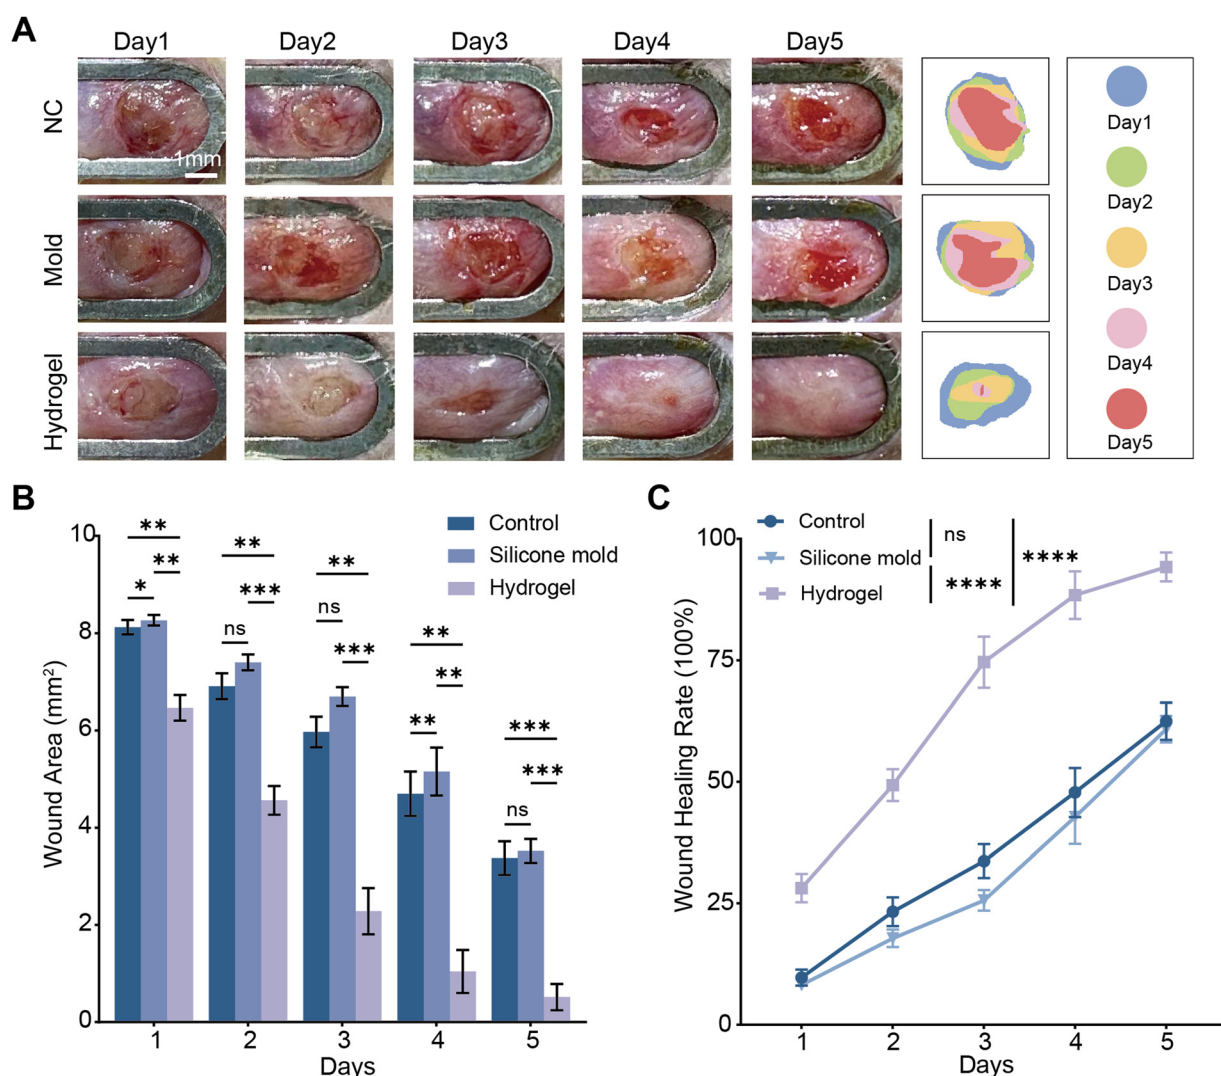 A
Day1 Day2 Day3 Day4 Day5
NC
1mm
Mold
Hydrogel
Day1
Day2
Day3
Day4
Day5
B
Control
Silicone mold
Hydrogel
Wound Area (mm²)
10
8
6
4
2
0
** ** *
** *** ns
** ns ***
** ** **
*** *** ns
1 2 3 4 5
Days
C
Control
Silicone mold
Hydrogel
ns
****
****
Wound Healing Rate (100%)
100
75
50
25
0
1 2 3 4 5
Days